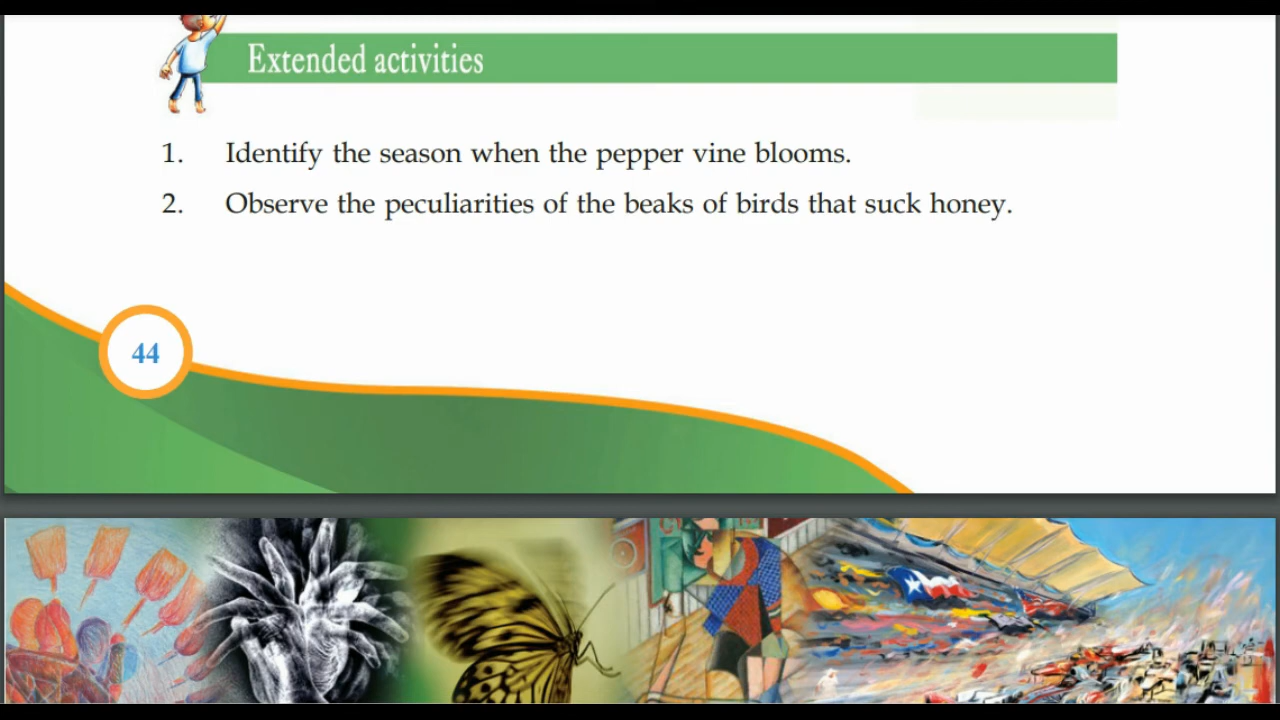 Extended activities
1. Identify the season when the pepper vine blooms.
2. Observe the peculiarities of the beaks of birds that suck honey.
44